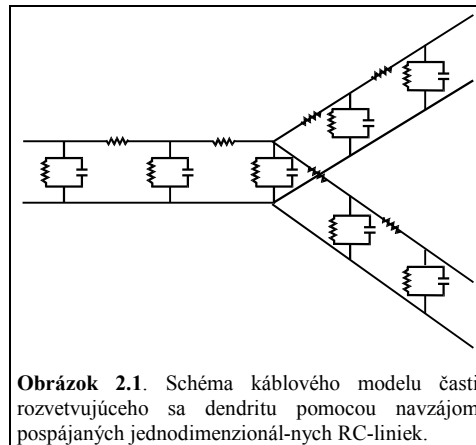 Obrázok 2.1. Schéma káblového modelu časti
rozvetvujúceho sa dendritu pomocou navzájom
pospájaných jednodimenzionál-nych RC-liniek.